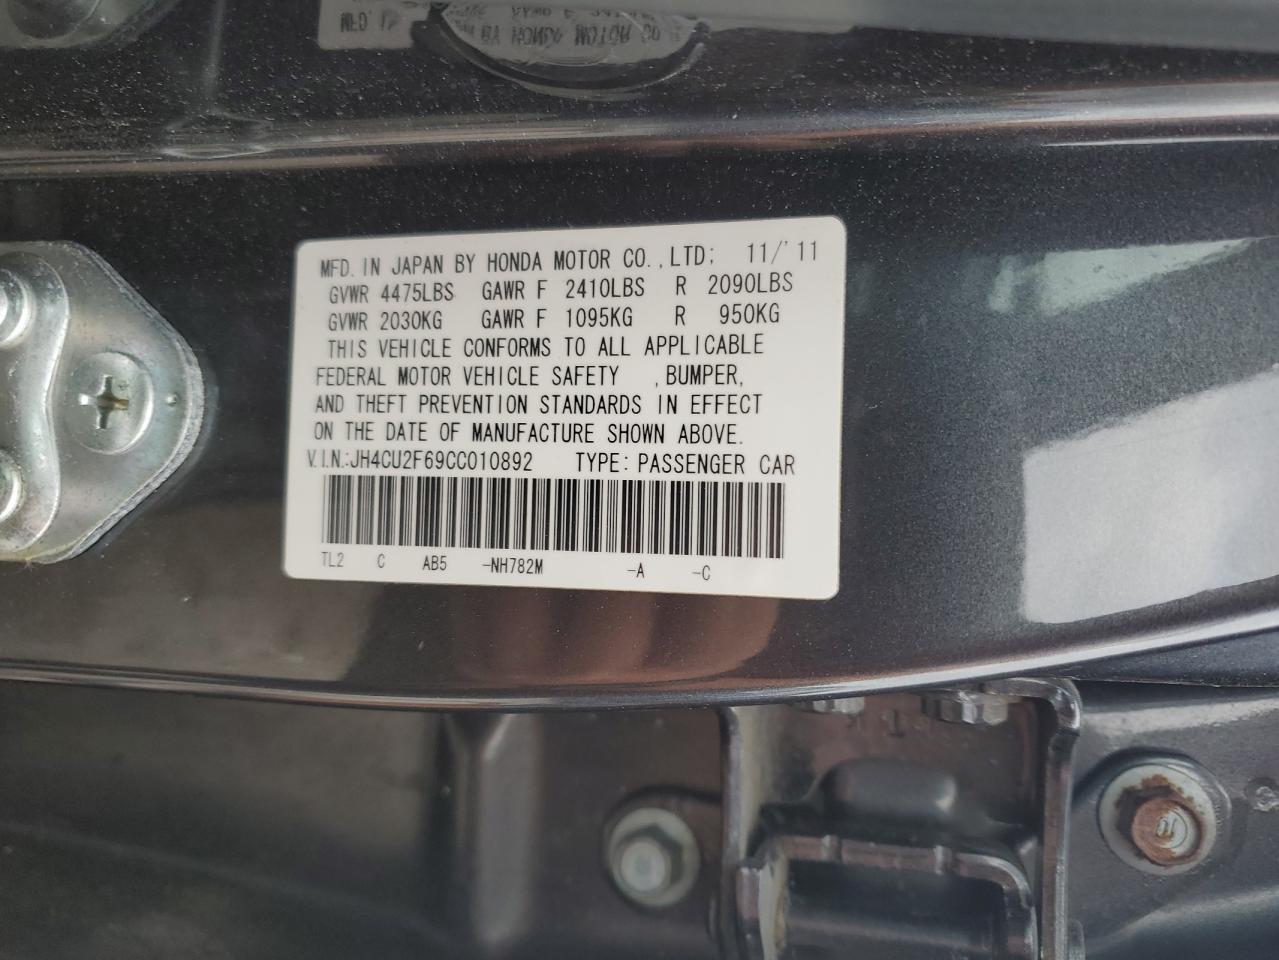 MFD. IN JAPAN BY HONDA MOTOR CO., LTD; 11/'11
GVWR 4475LBS GAWR F 2410LBS R 2090LBS
GVWR 2030KG GAWR F 1095KG R 950KG
THIS VEHICLE CONFORMS TO ALL APPLICABLE
FEDERAL MOTOR VEHICLE SAFETY , BUMPER,
AND THEFT PREVENTION STANDARDS IN EFFECT
ON THE DATE OF MANUFACTURE SHOWN ABOVE.
V.I.N.:JH4CU2F69CC010892 TYPE: PASSENGER CAR
TL2 C AB5 -NH782M -A -C